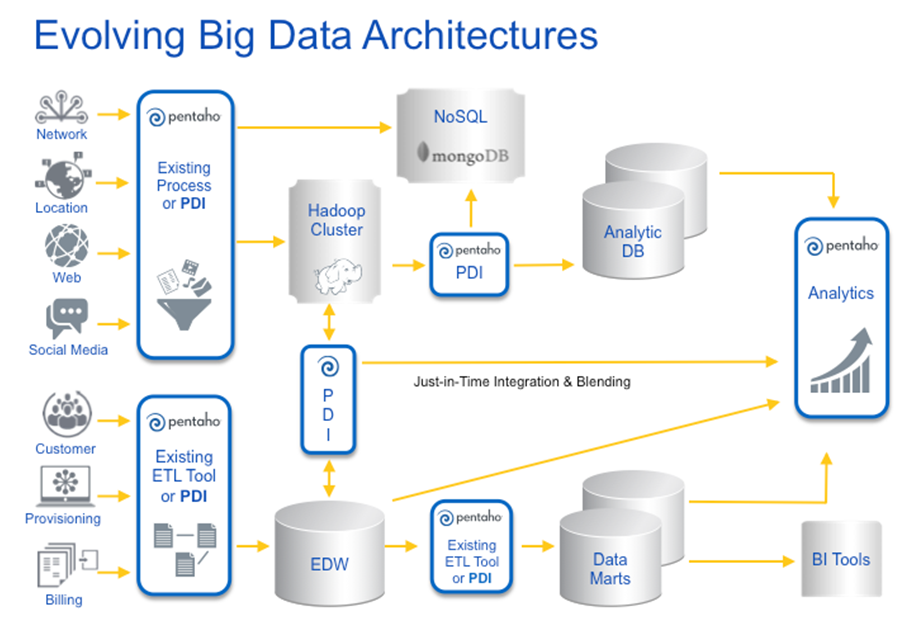 Evolving Big Data Architectures
Network
Location
Web
Social Media
pentaho
Existing
Process
or PDI
NoSQL
mongoDB
Hadoop
Cluster
pentaho
PDI
Analytic
DB
pentaho
Analytics
P
D
I
Just-in-Time Integration & Blending
Customer
Provisioning
Billing
pentaho
Existing
ETL Tool
or PDI
EDW
pentaho
Existing
ETL Tool
or PDI
Data
Marts
BI Tools